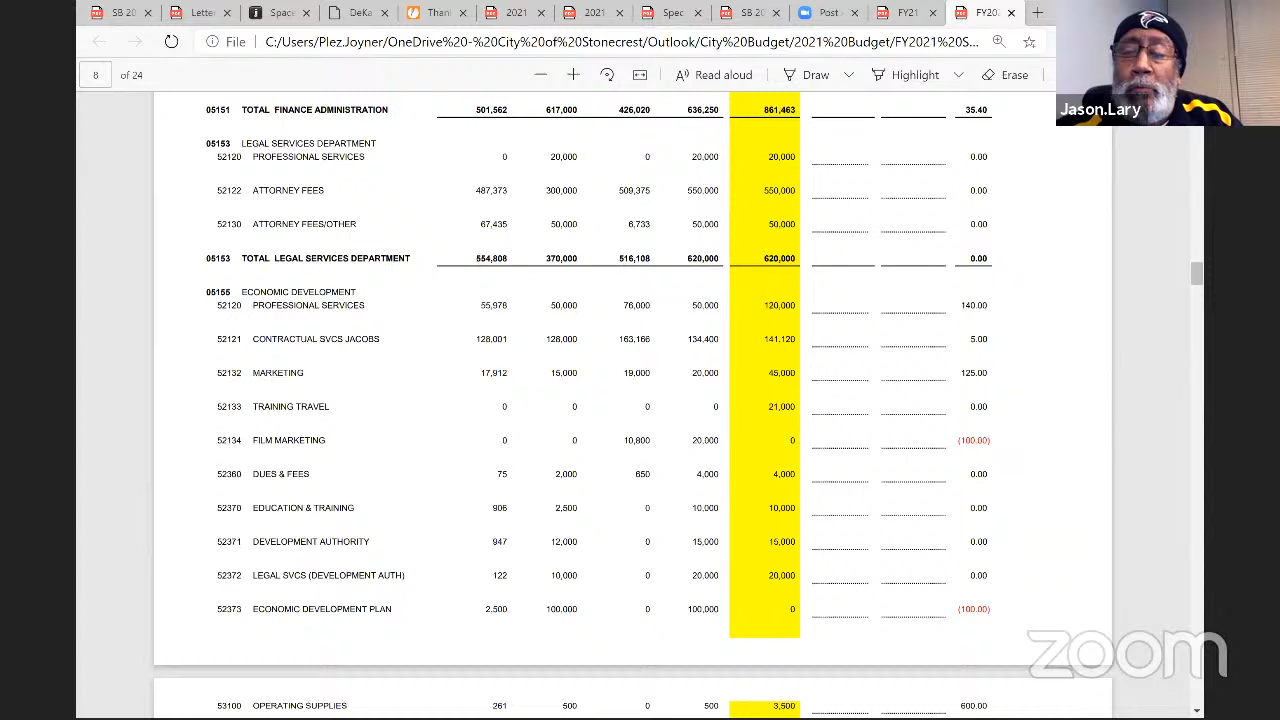 SB 20 Letter Space Clos Than 202 202 Spec SB 20 Post FY21 FY20
File C:/Users/Plez.Joyner/OneDrive...%20City%20of%20Stonecrest/Outlook/City%20Budget/2021%20Budget/FY2021%20S...
8 of 24 Read aloud Draw Highlight Erase
Jason.Lary
05151 TOTAL FINANCE ADMINISTRATION 501,562 617,000 426,020 636,250 861,463 35.40
05153 LEGAL SERVICES DEPARTMENT
52120 PROFESSIONAL SERVICES 0 20,000 0 20,000 20,000 0.00
52122 ATTORNEY FEES 487,373 300,000 509,375 550,000 550,000 0.00
52130 ATTORNEY FEES/OTHER 67,435 50,000 6,733 50,000 50,000 0.00
05153 TOTAL LEGAL SERVICES DEPARTMENT 554,808 370,000 516,108 620,000 620,000 0.00
05155 ECONOMIC DEVELOPMENT
52120 PROFESSIONAL SERVICES 55,978 50,000 76,000 50,000 120,000 140.00
52121 CONTRACTUAL SVCS JACOBS 128,001 128,000 163,166 134,400 141,120 5.00
52132 MARKETING 17,912 15,000 19,000 20,000 45,000 125.00
52133 TRAINING TRAVEL 0 0 0 0 21,000 0.00
52134 FILM MARKETING 0 0 10,800 20,000 0 (100.00)
52360 DUES & FEES 75 2,000 650 4,000 4,000 0.00
52370 EDUCATION & TRAINING 906 2,500 0 10,000 10,000 0.00
52371 DEVELOPMENT AUTHORITY 947 12,000 0 15,000 15,000 0.00
52372 LEGAL SVCS (DEVELOPMENT AUTH) 122 10,000 0 20,000 20,000 0.00
52373 ECONOMIC DEVELOPMENT PLAN 2,500 100,000 0 100,000 0 (100.00)
zoom
53100 OPERATING SUPPLIES 261 500 0 500 3,500 600.00